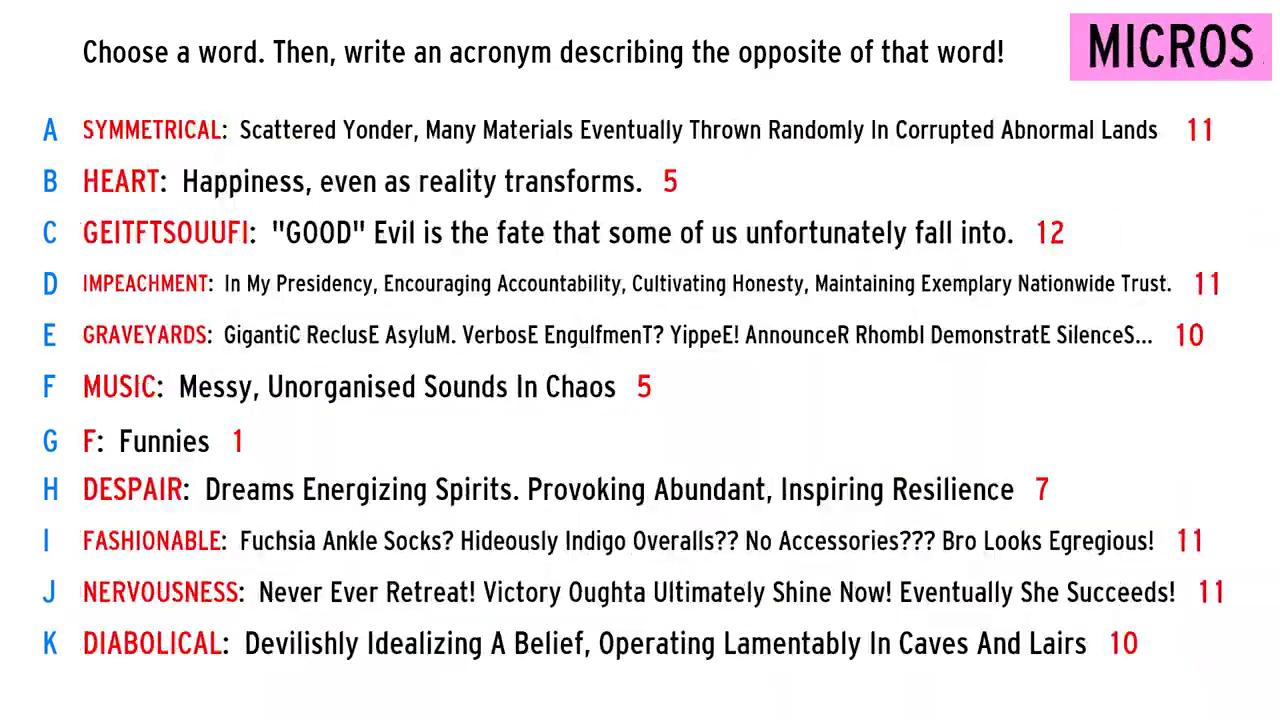 Choose a word. Then, write an acronym describing the opposite of that word!
MICROS
A SYMMETRICAL: Scattered Yonder, Many Materials Eventually Thrown Randomly In Corrupted Abnormal Lands 11
B HEART: Happiness, even as reality transforms. 5
C GEITFTSOUUFI: "GOOD" Evil is the fate that some of us unfortunately fall into. 12
D IMPEACHMENT: In My Presidency, Encouraging Accountability, Cultivating Honesty, Maintaining Exemplary Nationwide Trust. 11
E GRAVEYARDS: GigantiC ReclusE AsyluM. VerbosE EngulfmenT? YippeE! AnnounceR RhombI DemonstratE SilenceS... 10
F MUSIC: Messy, Unorganised Sounds In Chaos 5
G F: Funnies 1
H DESPAIR: Dreams Energizing Spirits. Provoking Abundant, Inspiring Resilience 7
I FASHIONABLE: Fuchsia Ankle Socks? Hideously Indigo Overalls?? No Accessories??? Bro Looks Egregious! 11
J NERVOUSNESS: Never Ever Retreat! Victory Oughta Ultimately Shine Now! Eventually She Succeeds! 11
K DIABOLICAL: Devilishly Idealizing A Belief, Operating Lamentably In Caves And Lairs 10